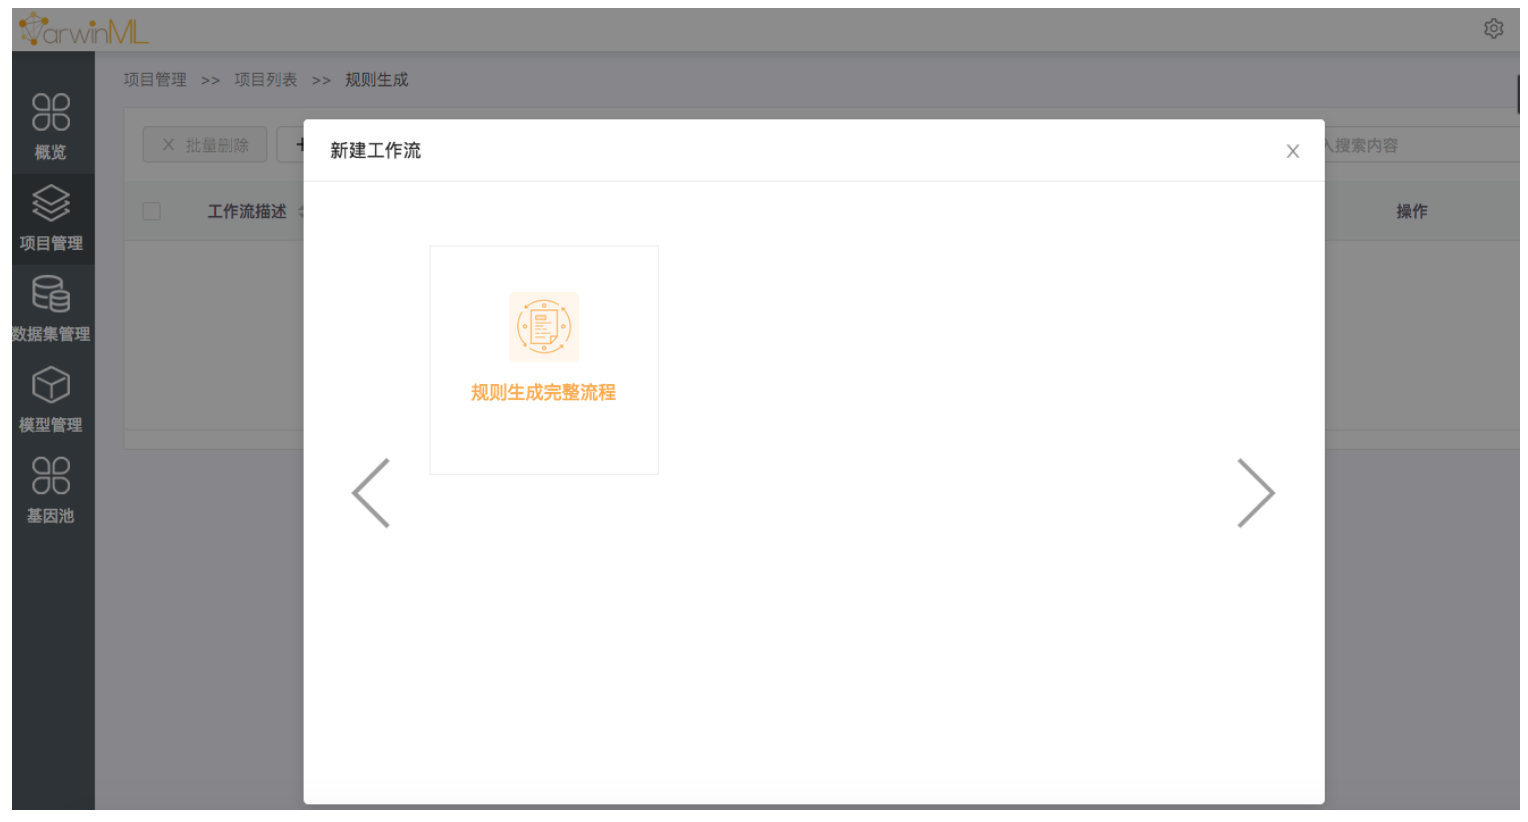 DarwinML
项目管理 >> 项目列表 >> 规则生成
概览
项目管理
数据集管理
模型管理
基因池
批量删除
新建工作流
搜索内容
工作流描述
操作
规则生成完整流程